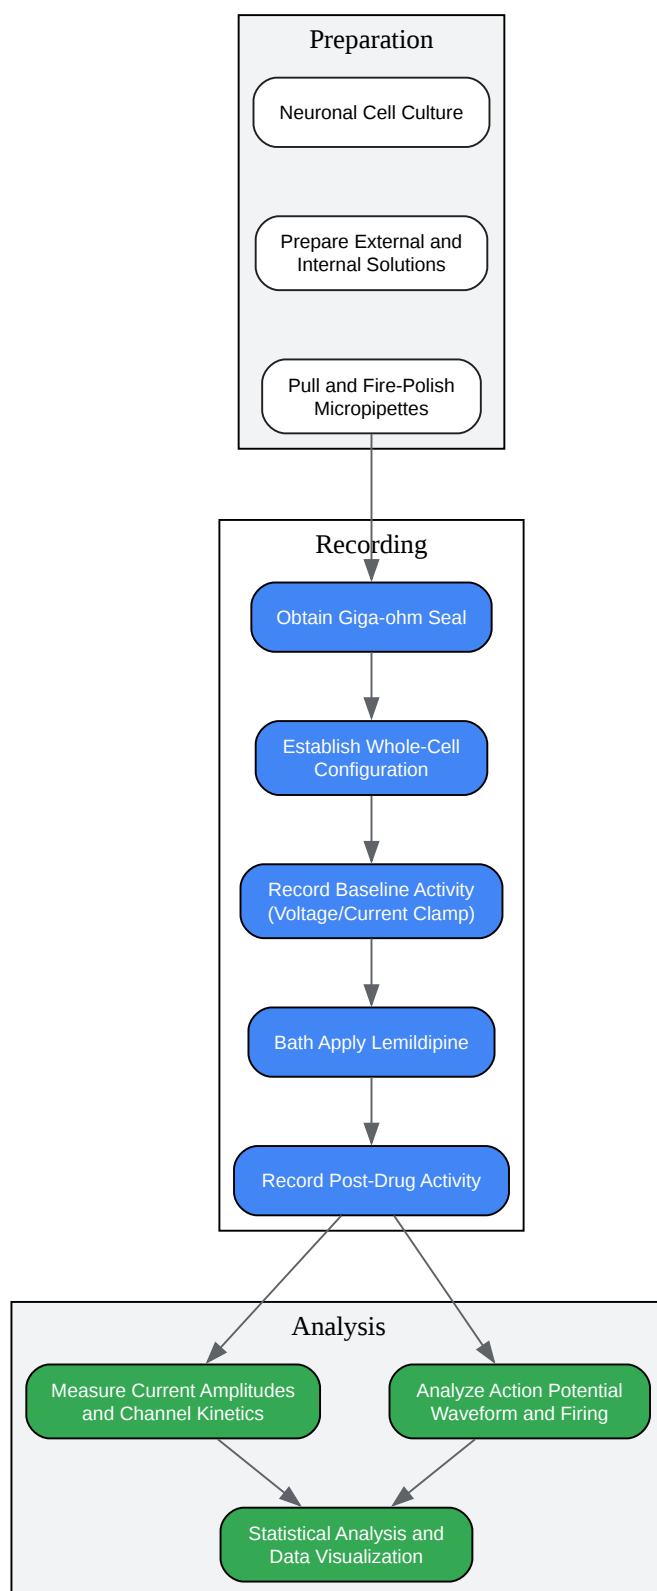 Preparation
Neuronal Cell Culture
Prepare External and
Internal Solutions
Pull and Fire-Polish
Micropipettes
Recording
Obtain Giga-ohm Seal
Establish Whole-Cell
Configuration
Record Baseline Activity
(Voltage/Current Clamp)
Bath Apply Lemildipine
Record Post-Drug Activity
Analysis
Measure Current Amplitudes
and Channel Kinetics
Analyze Action Potential
Waveform and Firing
Statistical Analysis and
Data Visualization